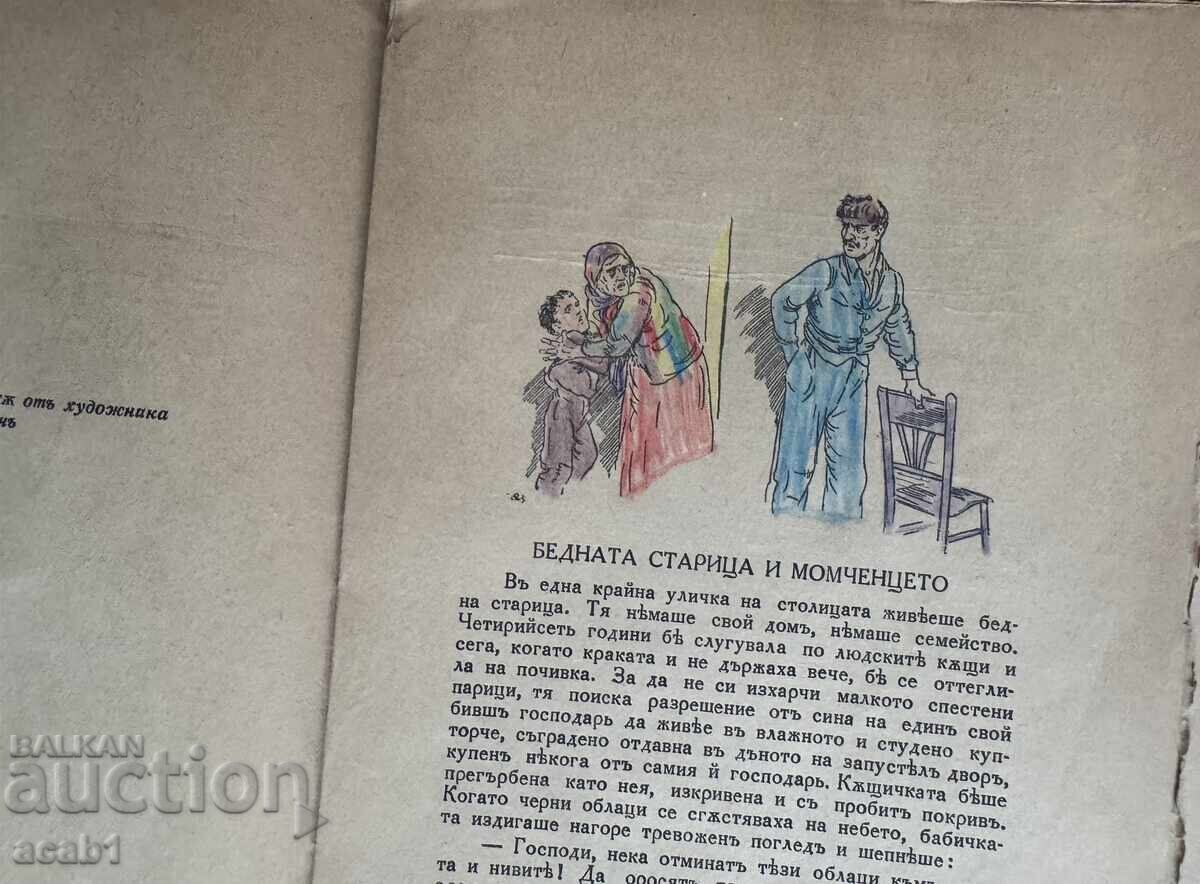 отъ художника
БЕДНАТА СТАРИЦА И МОМЧЕНЦЕТО
Въ една крайна уличка на столицата живѣеше бед-
на старица. Тя нѣмаше свой домъ, нѣмаше семейство.
Четирийсеть години бѣ слугувала по людскитѣ кѫщи и
сега, когато краката и не държаха вече, бѣ се оттегли-
ла на почивка. За да не си изхарчи малкото спестени
парици, тя поиска разрешение отъ сина на единъ свой
бившъ господарь да живѣе въ влажното и студено куп-
торче, съградено отдавна въ дъното на запустѣлъ дворъ,
купенъ нѣкога отъ самия й господарь. Кѫщичката бѣше
прегърбена като нея, изкривена и съ пробитъ покривъ.
Когато черни облаци се сгѫстяваха на небето, бабичка-
та издигаше нагоре тревоженъ погледъ и шепнѣше:
— Господи, нека отминатъ тѣзи облаци къмъ
та и нивитѣ! Да оросятъ
BALKAN
auction
acab1